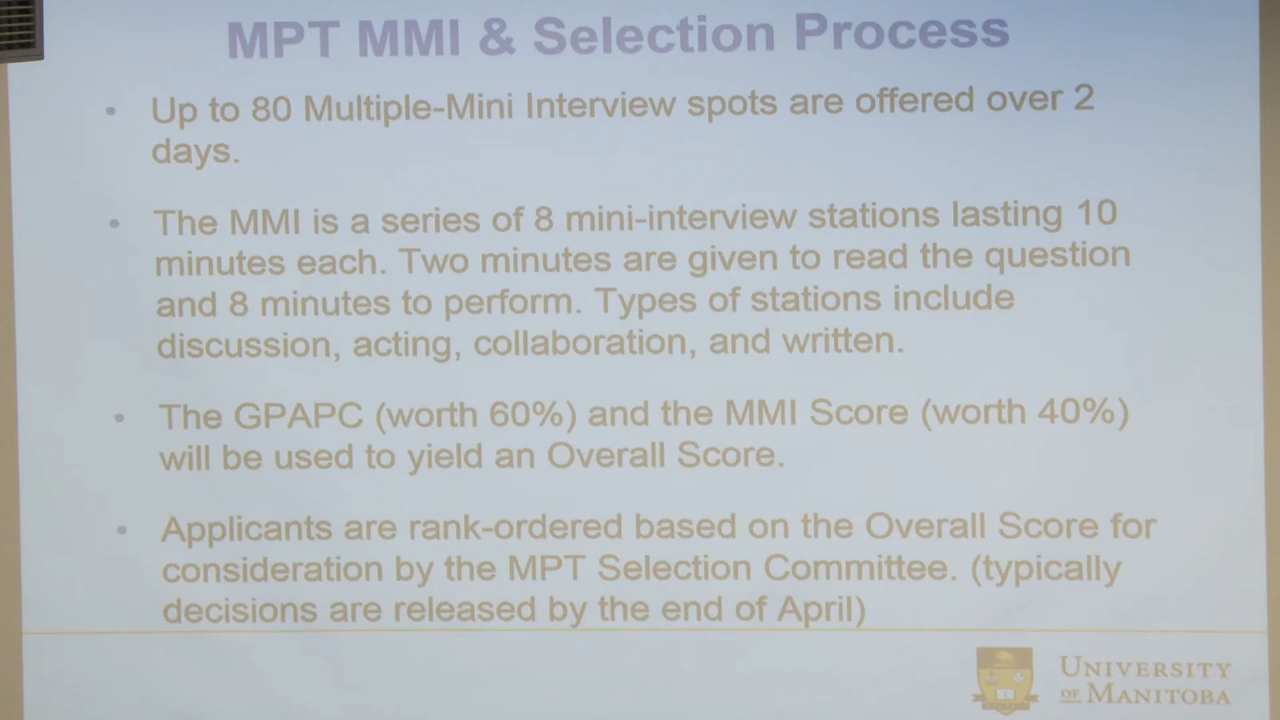 MPT MMI & Selection Process
• Up to 80 Multiple-Mini Interview spots are offered over 2
days.
• The MMI is a series of 8 mini-interview stations lasting 10
minutes each. Two minutes are given to read the question
and 8 minutes to perform. Types of stations include
discussion, acting, collaboration, and written.
• The GPAPC (worth 60%) and the MMI Score (worth 40%)
will be used to yield an Overall Score.
• Applicants are rank-ordered based on the Overall Score for
consideration by the MPT Selection Committee. (typically
decisions are released by the end of April)
UNIVERSITY
OF MANITOBA